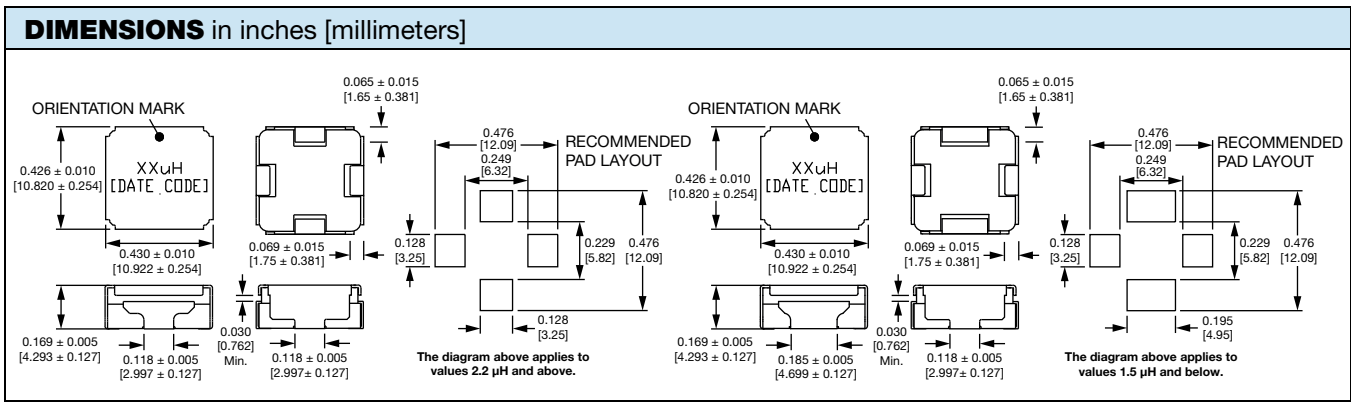 DIMENSIONS in inches [millimeters]
0.065 ± 0.015
[1.65 ± 0.381]
ORIENTATION MARK
0.476
[12.09]
RECOMMENDED
PAD LAYOUT
0.249
[6.32]
0.426 ± 0.010
[10.820 ± 0.254]
XXuH
[DATE CODE]
0.430 ± 0.010
[10.922 ± 0.254]
0.069 ± 0.015
[1.75 ± 0.381]
0.128
[3.25]
0.229
[5.82]
0.476
[12.09]
0.169 ± 0.005
[4.293 ± 0.127]
0.118 ± 0.005
[2.997 ± 0.127]
0.030
[0.762]
Min.
0.118 ± 0.005
[2.997± 0.127]
0.128
[3.25]
The diagram above applies to
values 2.2 µH and above.
0.065 ± 0.015
[1.65 ± 0.381]
ORIENTATION MARK
0.476
[12.09]
RECOMMENDED
PAD LAYOUT
0.249
[6.32]
0.426 ± 0.010
[10.820 ± 0.254]
XXuH
[DATE CODE]
0.430 ± 0.010
[10.922 ± 0.254]
0.069 ± 0.015
[1.75 ± 0.381]
0.128
[3.25]
0.229
[5.82]
0.476
[12.09]
0.169 ± 0.005
[4.293 ± 0.127]
0.185 ± 0.005
[4.699 ± 0.127]
0.030
[0.762]
Min.
0.118 ± 0.005
[2.997± 0.127]
0.195
[4.95]
The diagram above applies to
values 1.5 µH and below.